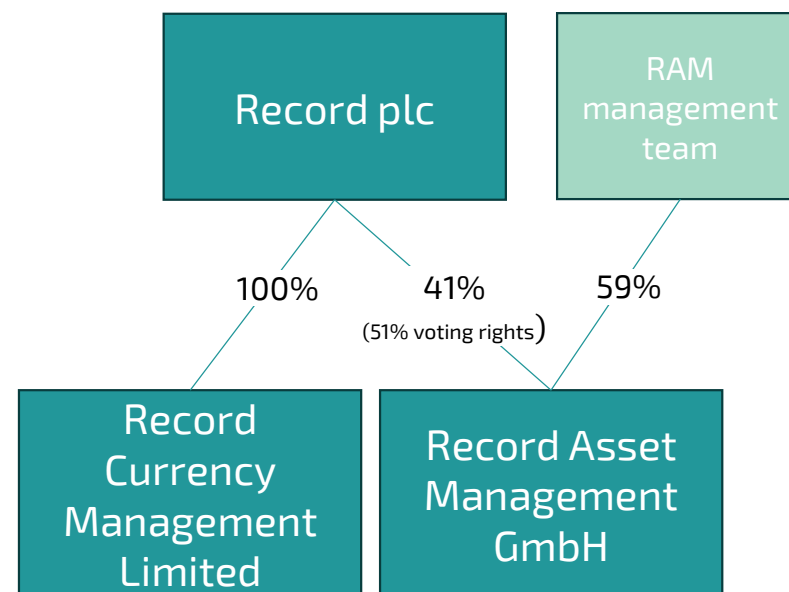 Record plc
RAM
management
team
100%
41%
59%
(51% voting rights)
Record
Currency
Management
Limited
Record Asset
Management
GmbH